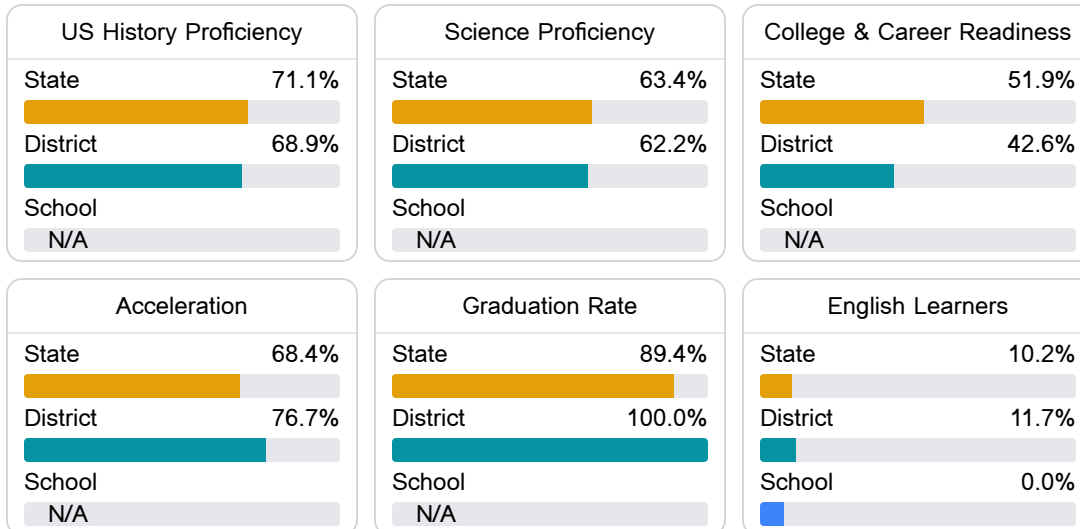 US History Proficiency
State 71.1%
District 68.9%
School
N/A
Science Proficiency
State 63.4%
District 62.2%
School
N/A
College & Career Readiness
State 51.9%
District 42.6%
School
N/A
Acceleration
State 68.4%
District 76.7%
School
N/A
Graduation Rate
State 89.4%
District 100.0%
School
N/A
English Learners
State 10.2%
District 11.7%
School 0.0%